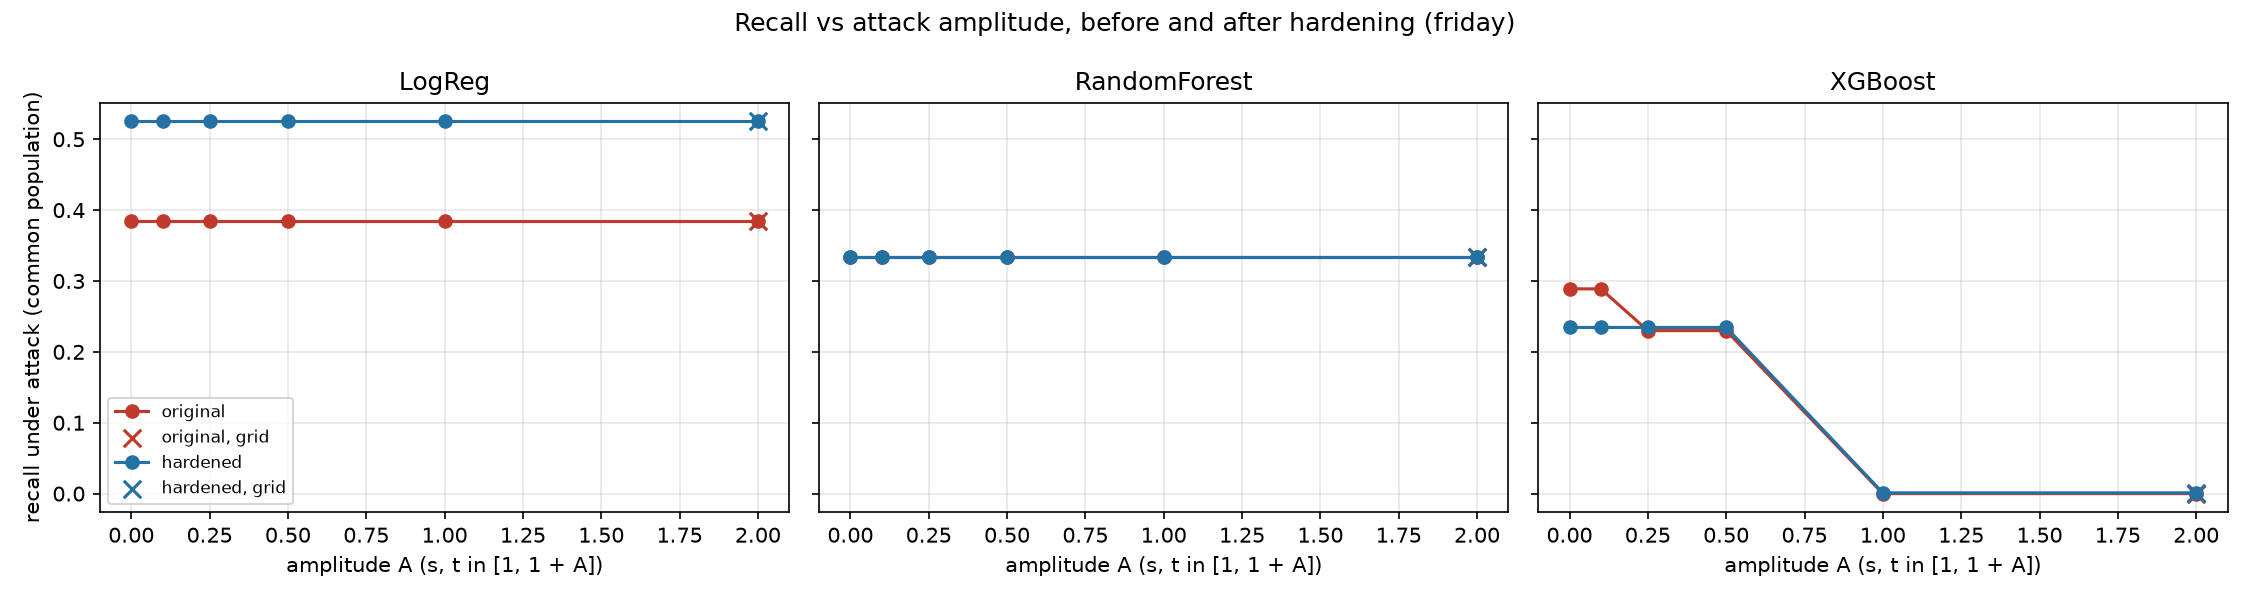 Recall vs attack amplitude, before and after hardening (friday)
LogReg
RandomForest
XGBoost
recall under attack (common population)
0.5
0.4
0.3
0.2
0.1
0.0
original
original, grid
hardened
hardened, grid
0.00 0.25 0.50 0.75 1.00 1.25 1.50 1.75 2.00
0.00 0.25 0.50 0.75 1.00 1.25 1.50 1.75 2.00
0.00 0.25 0.50 0.75 1.00 1.25 1.50 1.75 2.00
amplitude A (s, t in [1, 1 + A])
amplitude A (s, t in [1, 1 + A])
amplitude A (s, t in [1, 1 + A])